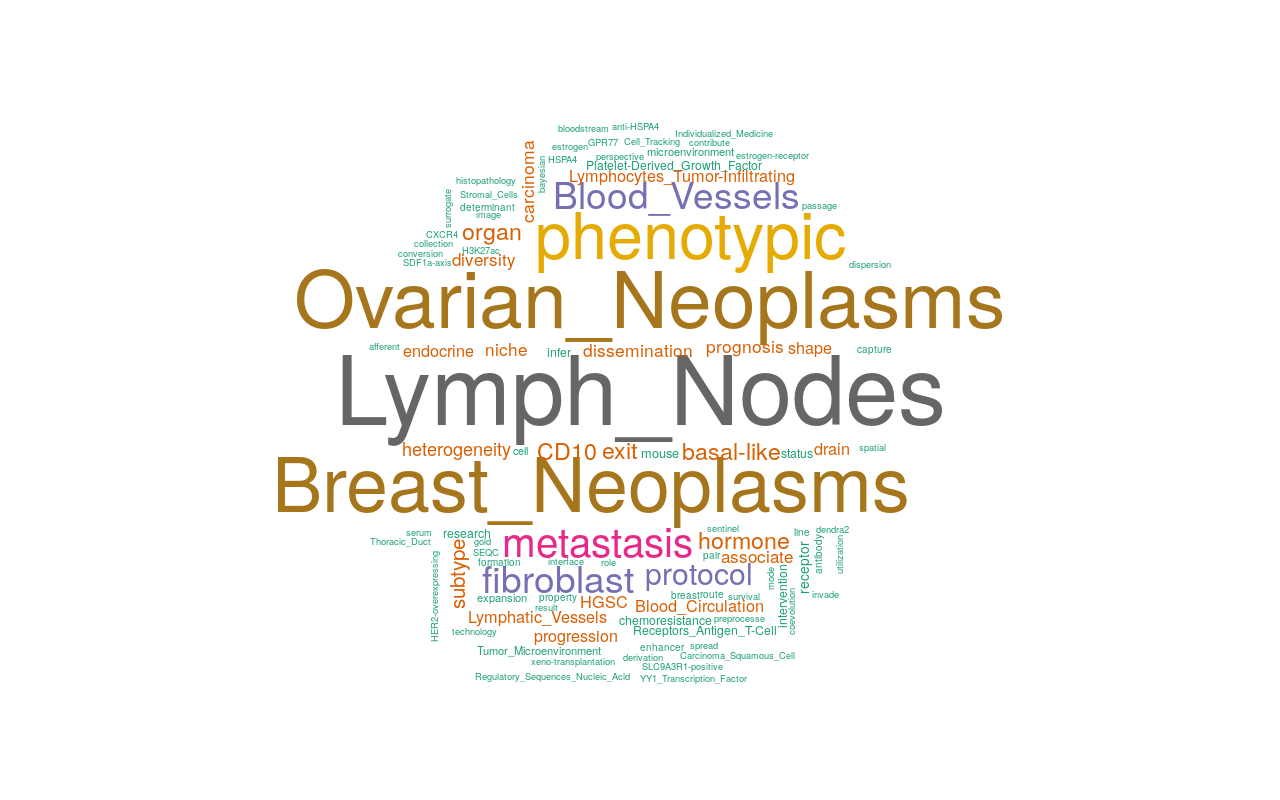 bloodstream anti-HSPA4
Individualized_Medicine
estrogen GPR77 Cell_Tracking contribute
HSPA4 perspective microenvironment estrogen-receptor
Platelet-Derived_Growth_Factor
carcinoma bayesian Lymphocytes_Tumor-Infiltrating
histopathology
Stromal_Cells Blood_Vessels
surrogate determinant passage
image
CXCR4 organ phenotypic
collection
conversion H3K27ac
SDF1a-axis diversity dispersion
Ovarian_Neoplasms
afferent endocrine niche infer dissemination prognosis shape capture
Lymph_Nodes
heterogeneity cell CD10 exit mouse basal-like status drain spatial
Breast_Neoplasms
serum research sentinel line dendra2
Thoracic_Duct gold metastasis hormone
SEQC pair associate
subtype formation interface role receptor antibody utilization
HER2-overexpressing fibroblast protocol mode intervention
expansion property breast route survival invade
result HGSC Blood_Circulation coevolution
Lymphatic_Vessels chemoresistance preprocesse
technology progression Receptors_Antigen_T-Cell
Tumor_Microenvironment enhancer spread
xeno-transplantation derivation Carcinoma_Squamous_Cell
SLC9A3R1-positive
Regulatory_Sequences_Nucleic_Acid YY1_Transcription_Factor